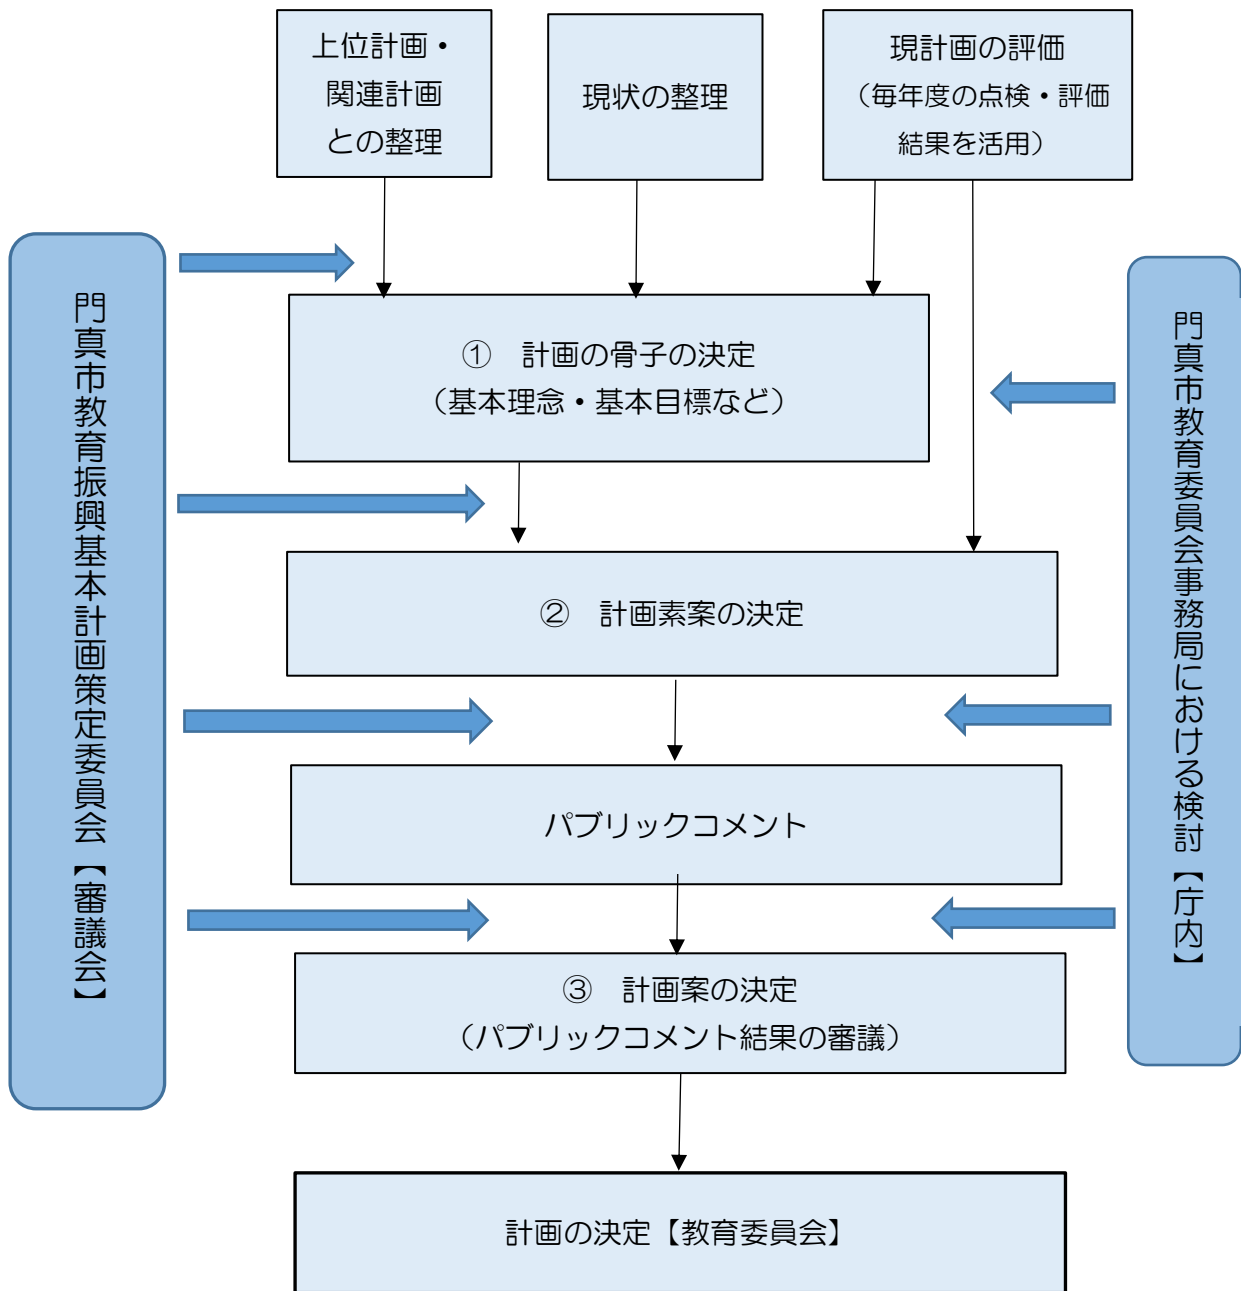 上位計画・
関連計画
との整理
現状の整理
現計画の評価
（毎年度の点検・評価
結果を活用）
門真市教育振興基本計画策定委員会【審議会】
① 計画の骨子の決定
（基本理念・基本目標など）
門真市教育委員会事務局における検討【庁内】
② 計画素案の決定
パブリックコメント
③ 計画案の決定
（パブリックコメント結果の審議）
計画の決定【教育委員会】